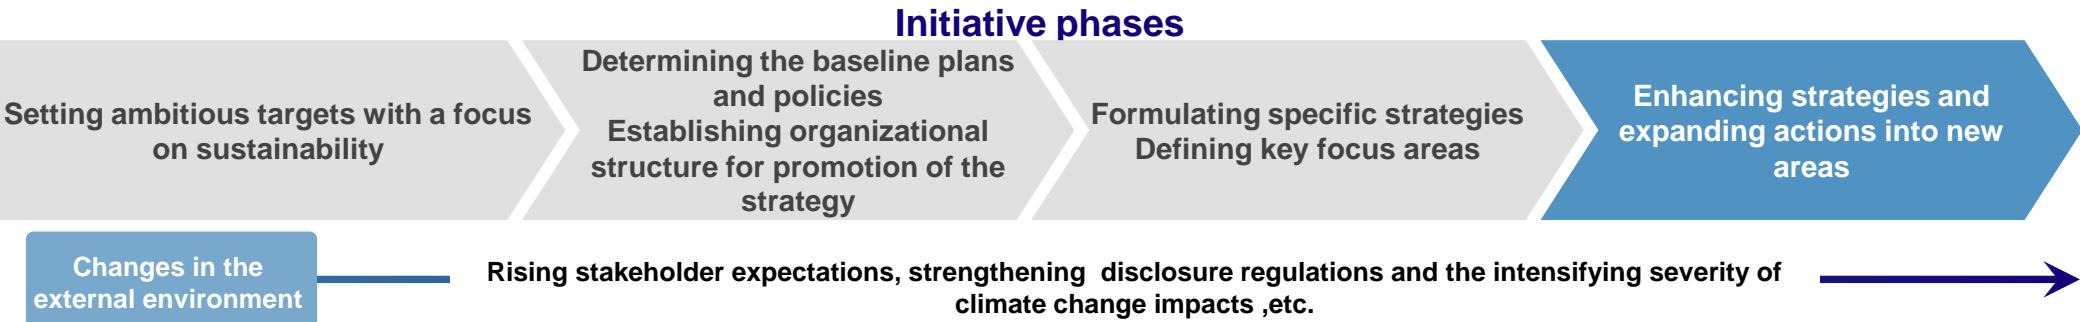 Initiative phases
Setting ambitious targets with a focus
on sustainability
Determining the baseline plans
and policies
Establishing organizational
structure for promotion of the
strategy
Formulating specific strategies
Defining key focus areas
Enhancing strategies and
expanding actions into new
areas
Changes in the
external environment
Rising stakeholder expectations, strengthening  disclosure regulations and the intensifying severity of
climate change impacts ,etc.